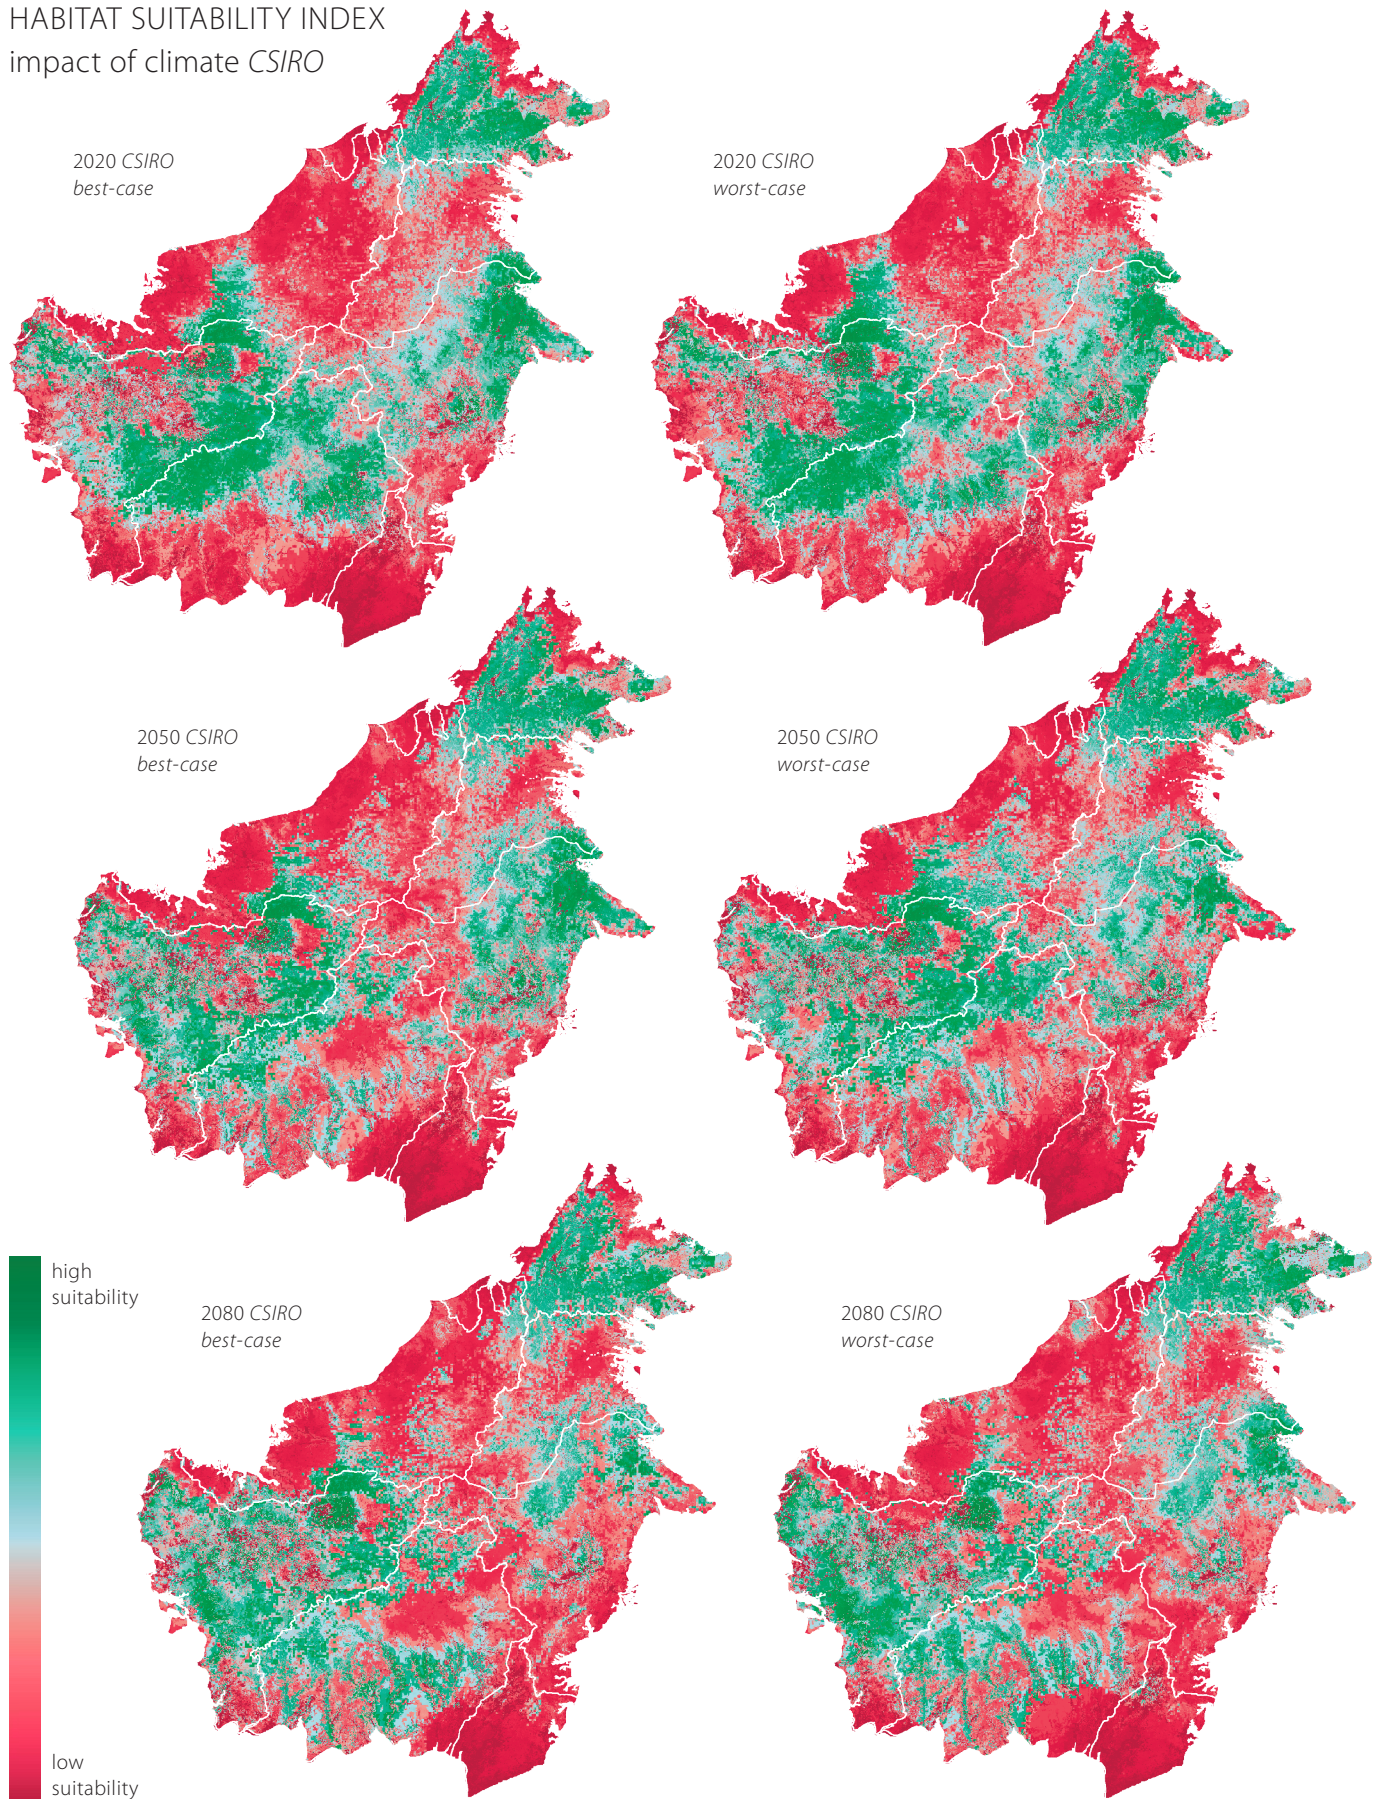 HABITAT SUITABILITY INDEX
impact of climate CSIRO
2020 CSIRO
best-case
2020 CSIRO
worst-case
2050 CSIRO
best-case
2050 CSIRO
worst-case
high
suitability
2080 CSIRO
best-case
2080 CSIRO
worst-case
low
suitability